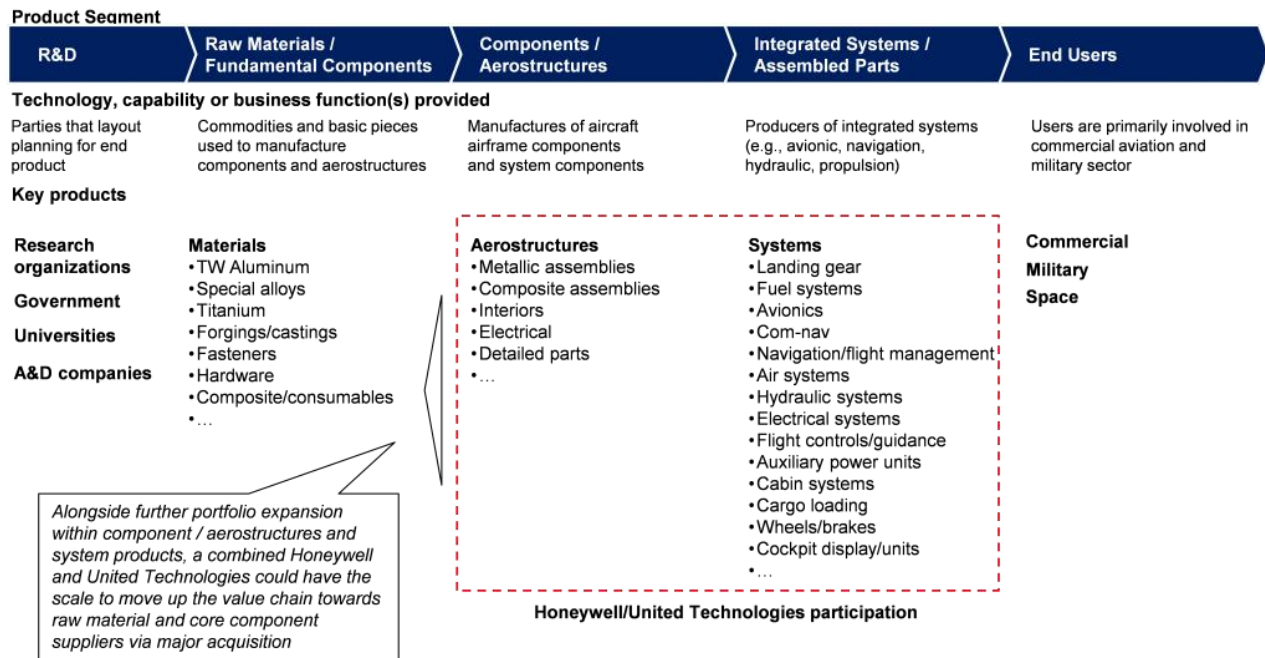 Product Segment
R&D
Raw Materials /
Fundamental Components
Components /
Aerostructures
Integrated Systems /
Assembled Parts
End Users
Technology, capability or business function(s) provided
Parties that layout
planning for end
product
Commodities and basic pieces
used to manufacture
components and aerostructures
Manufactures of aircraft
airframe components
and system components
Producers of integrated systems
(e.g., avionic, navigation,
hydraulic, propulsion)
Users are primarily involved in
commercial aviation and
military sector
Key products
Research
organizations
Government
Universities
A&D companies
Materials
•TW Aluminum
•Special alloys
•Titanium
•Forgings/castings
•Fasteners
•Hardware
•Composite/consumables
•…
Aerostructures
•Metallic assemblies
•Composite assemblies
•Interiors
•Electrical
•Detailed parts
•…
Systems
•Landing gear
•Fuel systems
•Avionics
•Com-nav
•Navigation/flight management
•Air systems
•Hydraulic systems
•Electrical systems
•Flight controls/guidance
•Auxiliary power units
•Cabin systems
•Cargo loading
•Wheels/brakes
•Cockpit display/units
•…
Commercial
Military
Space
Alongside further portfolio expansion
within component / aerostructures and
system products, a combined Honeywell
and United Technologies could have the
scale to move up the value chain towards
raw material and core component
suppliers via major acquisition
Honeywell/United Technologies participation